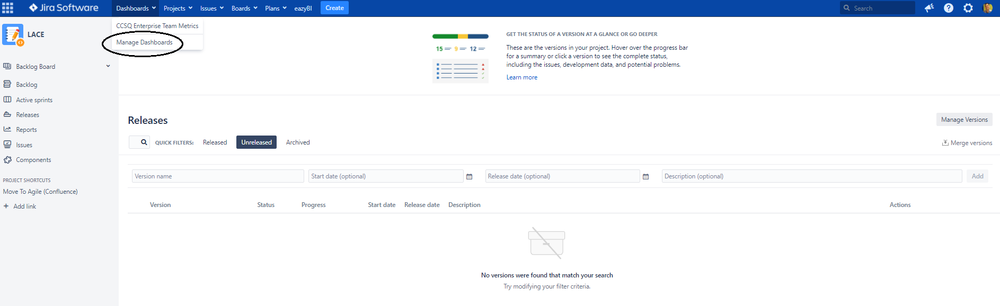 Jira Software Dashboards Projects Issues Boards Plans eazyBI Create Search
CCSQ Enterprise Team Metrics
Manage Dashboards
LACE
Backlog Board
Backlog
Active sprints
Releases
Reports
Issues
Components
PROJECT SHORTCUTS
Move To Agile (Confluence)
+ Add link
15 9 12
GET THE STATUS OF A VERSION AT A GLANCE OR GO DEEPER
These are the versions in your project. Hover over the progress bar
for a summary or click a version to see the complete status,
including the issues, development data, and potential problems.
Learn more
Releases
Manage Versions
QUICK FILTERS: Released Unreleased Archived
Merge versions
Version name Start date (optional) Release date (optional) Description (optional) Add
Version Status Progress Start date Release date Description Actions
No versions were found that match your search
Try modifying your filter criteria.